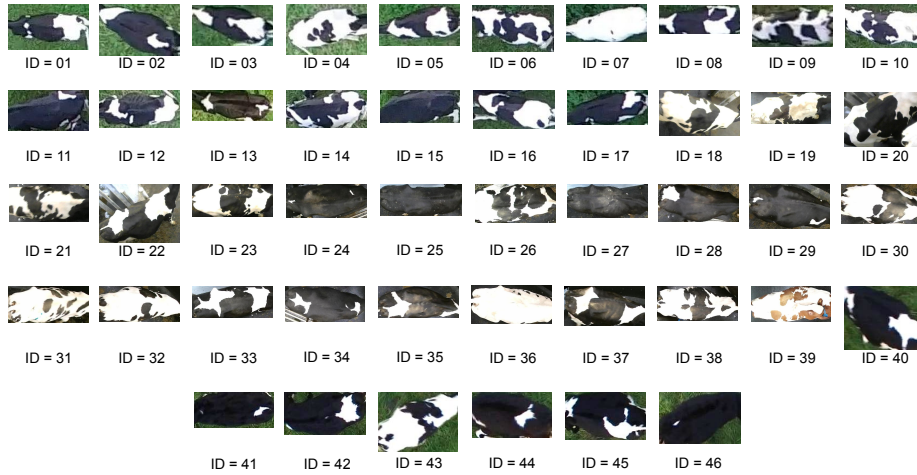 ID = 01 ID = 02 ID = 03 ID = 04 ID = 05 ID = 06 ID = 07 ID = 08 ID = 09 ID = 10
ID = 11 ID = 12 ID = 13 ID = 14 ID = 15 ID = 16 ID = 17 ID = 18 ID = 19 ID = 20
ID = 21 ID = 22 ID = 23 ID = 24 ID = 25 ID = 26 ID = 27 ID = 28 ID = 29 ID = 30
ID = 31 ID = 32 ID = 33 ID = 34 ID = 35 ID = 36 ID = 37 ID = 38 ID = 39 ID = 40
ID = 41 ID = 42 ID = 43 ID = 44 ID = 45 ID = 46